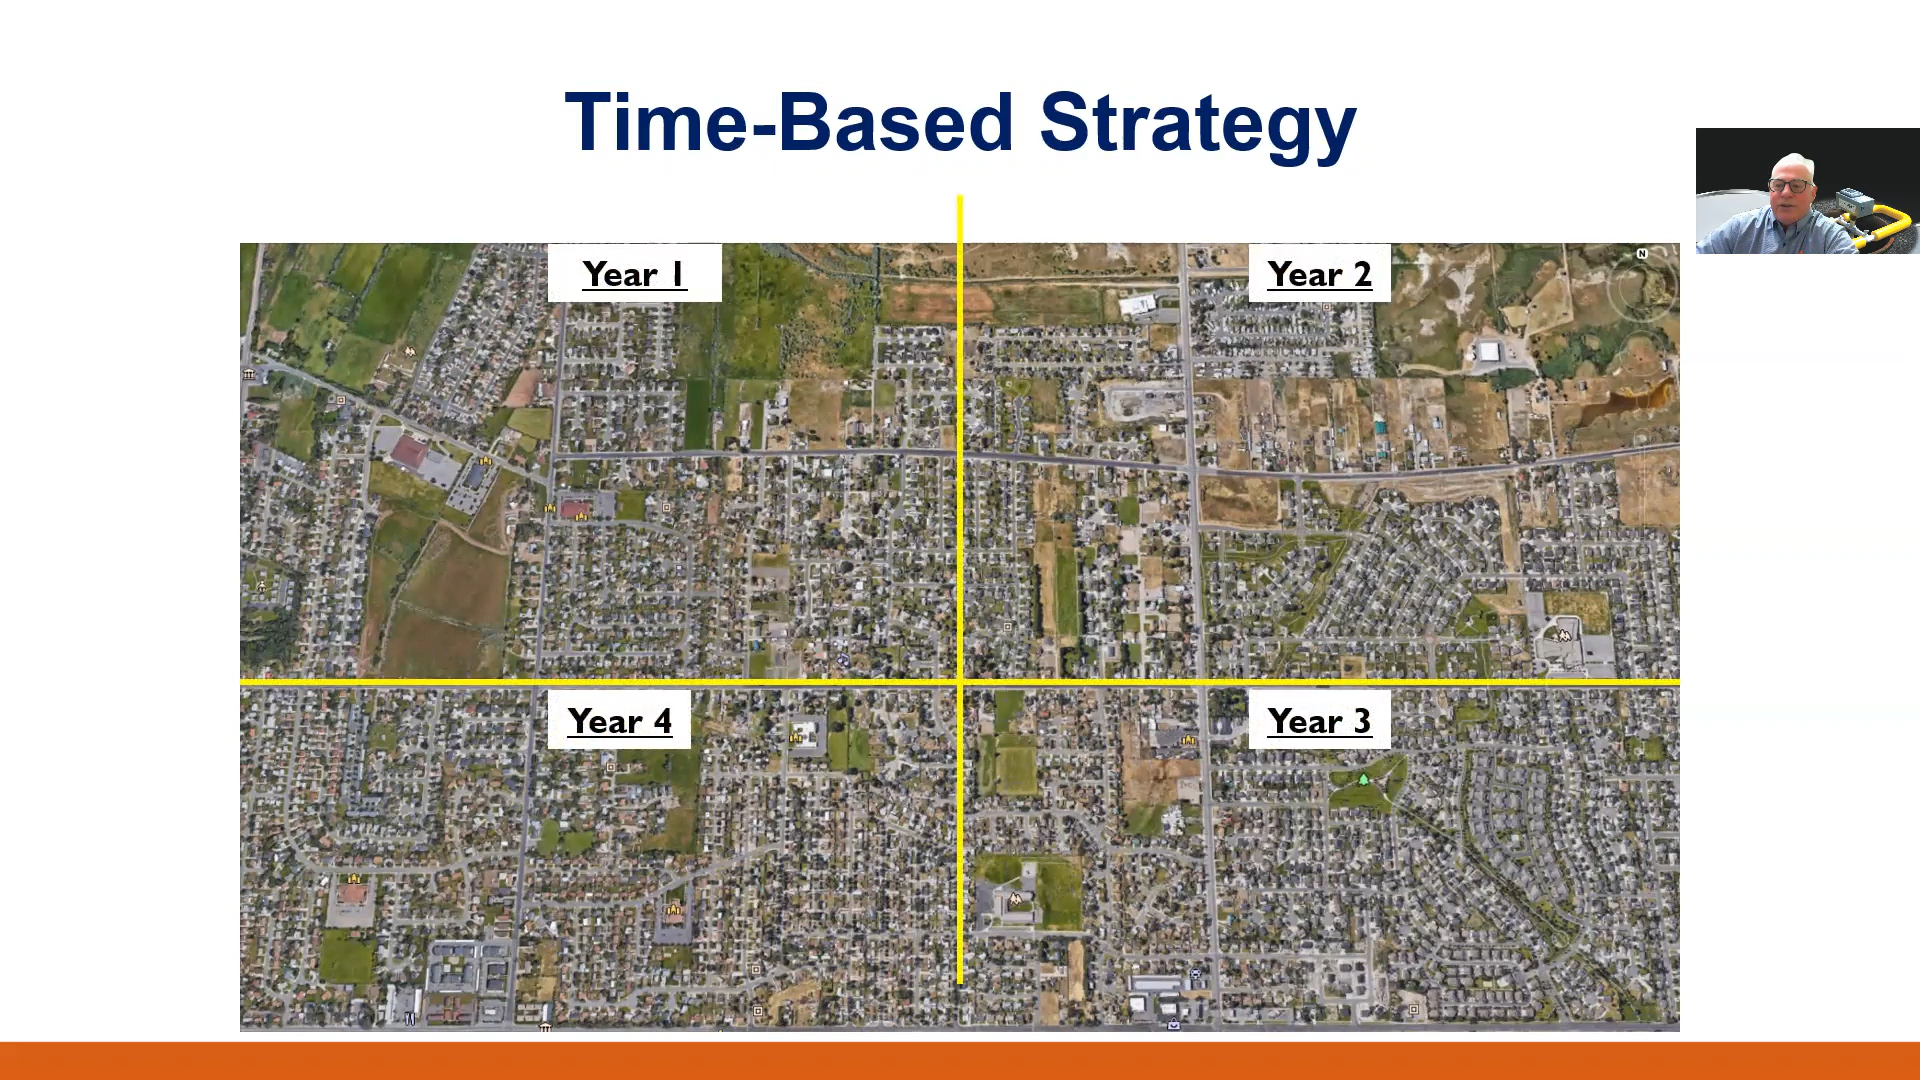 Time-Based Strategy
Year 1
Year 2
N
Year 4
Year 3